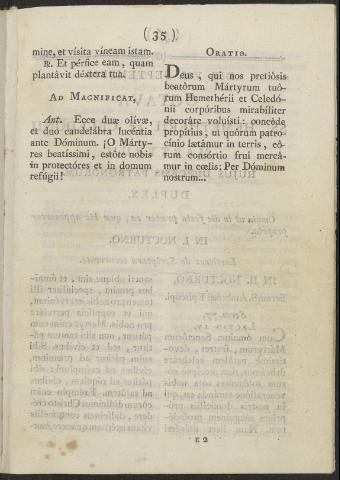 (35)
mine, et vísita víneam istam.
℟. Et pérfice eam, quam
plantávit déxtera tua.
AD MAGNIFICAT,
Ant. Ecce duæ olívæ,
et duo candelábra lucéntia
ante Dóminum. ¡O Márty-
res beatíssimi, estóte nobis
in protectóres et in domum
refúgii!
ORATIO.
Deus, qui nos pretiósis
beatórum Mártyrum tuó-
rum Hemethérii et Celedó-
nii corpóribus mirabíliter
decoráre voluísti: concéde
propítius, ut quórum patro-
cínio lætámur in terris, eó-
rum consórtio frui mereá-
mur in cœlis; Per Dóminum
nostrum...
E 2